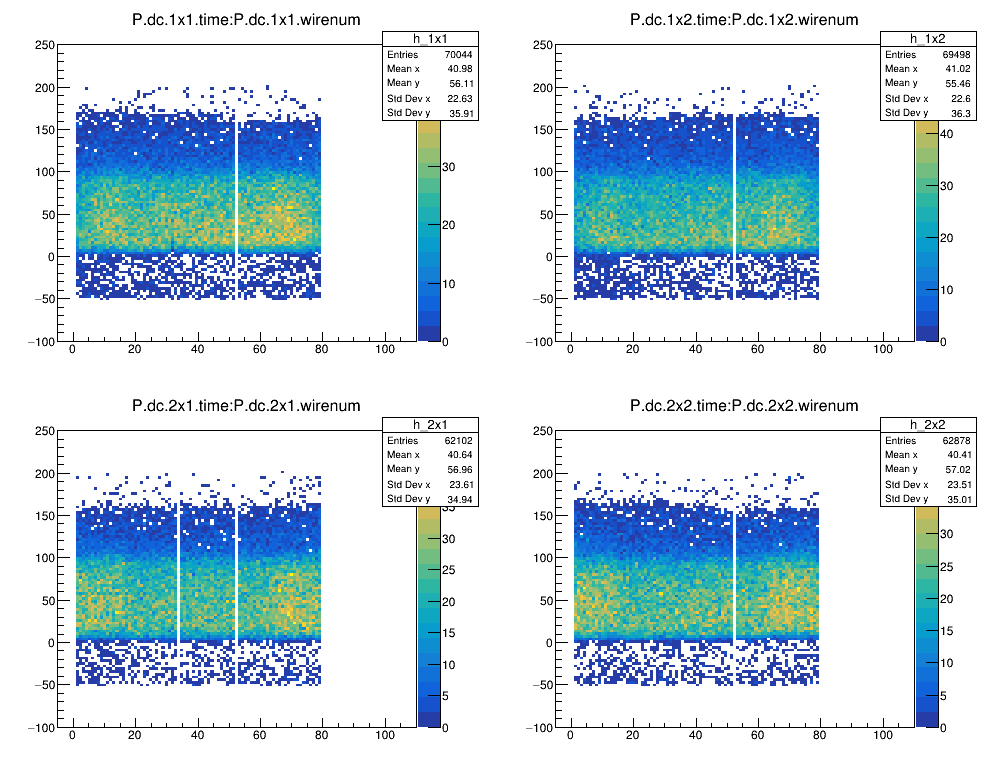 P.dc.1x1.time:P.dc.1x1.wirenum
h_1x1
Entries 70044
Mean x 40.98
Mean y 56.11
Std Dev x 22.63
Std Dev y 35.91
250
200
150
100
50
0
−50
−100
0 20 40 60 80 100
30
20
10
0
P.dc.1x2.time:P.dc.1x2.wirenum
h_1x2
Entries 69498
Mean x 41.02
Mean y 55.46
Std Dev x 22.6
Std Dev y 36.3
250
200
150
100
50
0
−50
−100
0 20 40 60 80 100
40
30
20
10
0
P.dc.2x1.time:P.dc.2x1.wirenum
h_2x1
Entries 62102
Mean x 40.64
Mean y 56.96
Std Dev x 23.61
Std Dev y 34.94
250
200
150
100
50
0
−50
−100
0 20 40 60 80 100
35
30
25
20
15
10
5
0
P.dc.2x2.time:P.dc.2x2.wirenum
h_2x2
Entries 62878
Mean x 40.41
Mean y 57.02
Std Dev x 23.51
Std Dev y 35.01
250
200
150
100
50
0
−50
−100
0 20 40 60 80 100
30
25
20
15
10
5
0